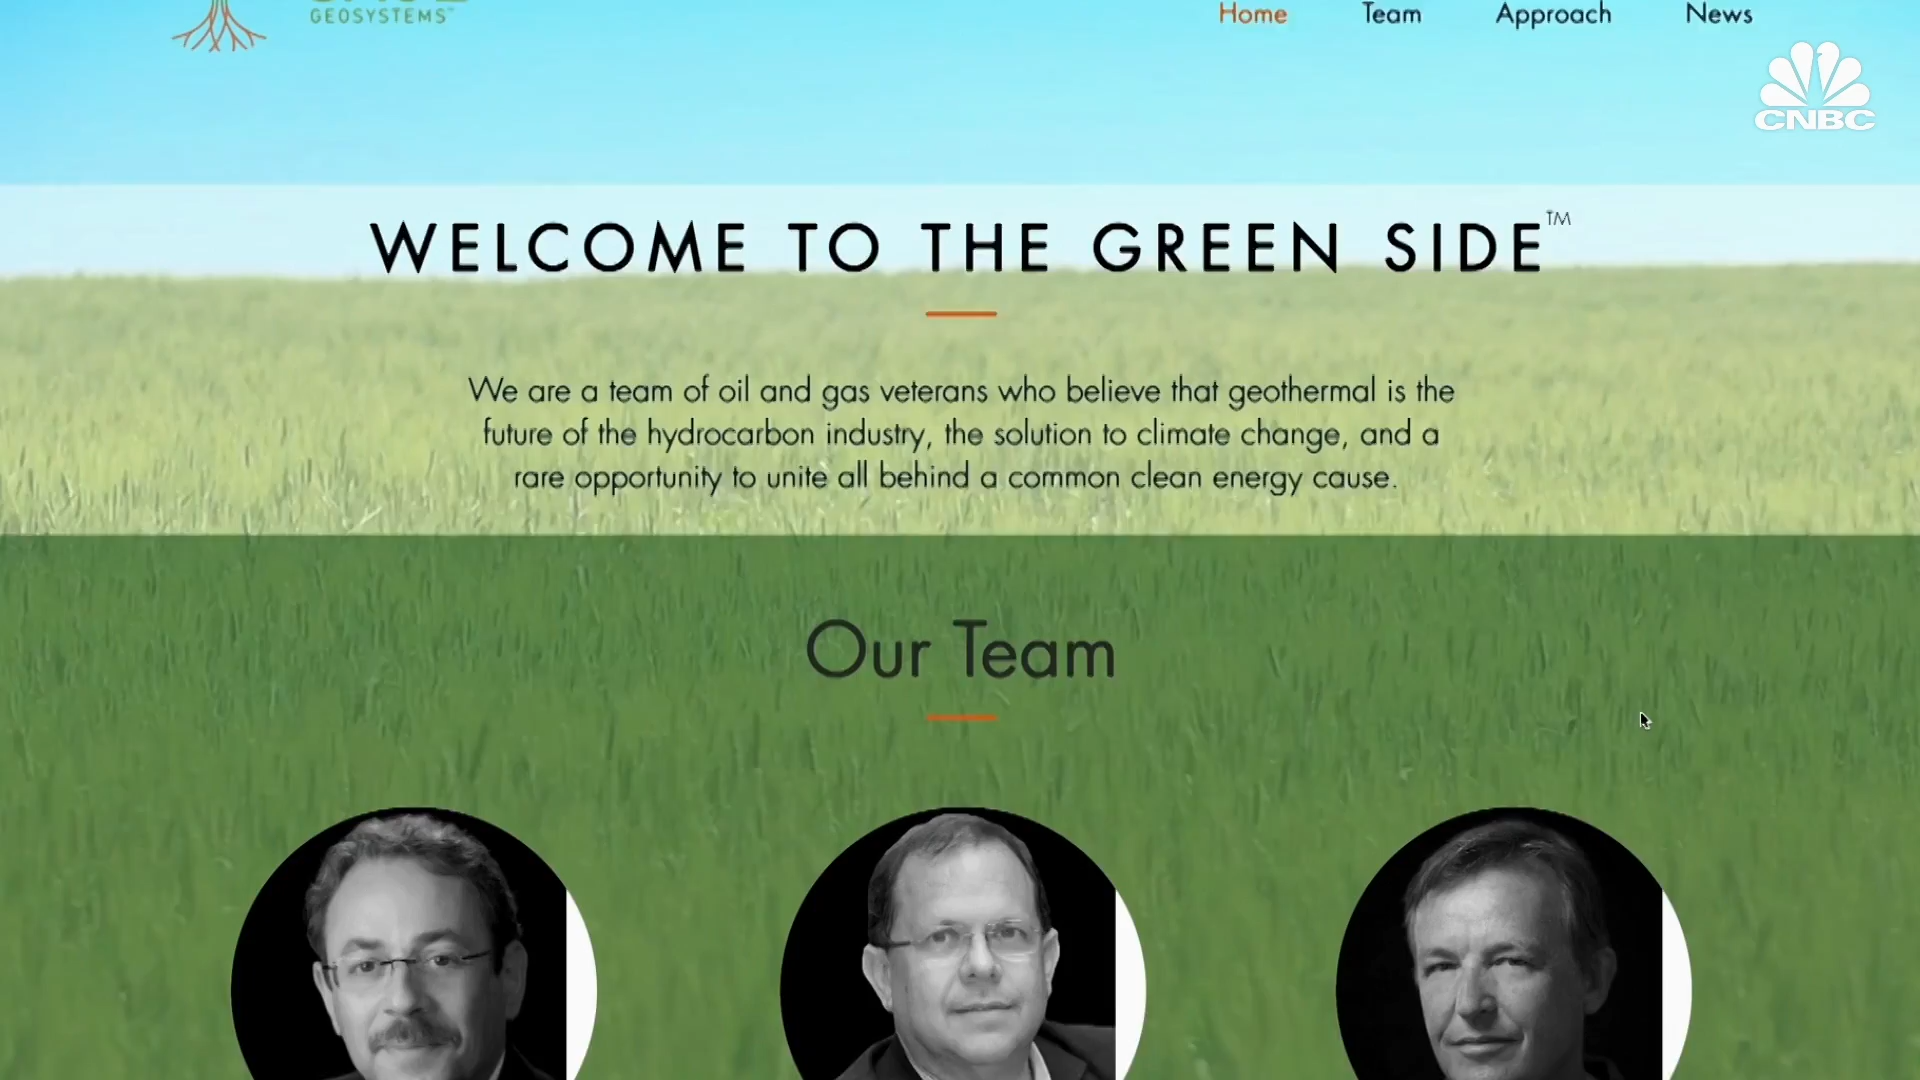 GEOSYSTEMS™
Home Team Approach News
CNBC
WELCOME TO THE GREEN SIDE™
We are a team of oil and gas veterans who believe that geothermal is the
future of the hydrocarbon industry, the solution to climate change, and a
rare opportunity to unite all behind a common clean energy cause.
Our Team